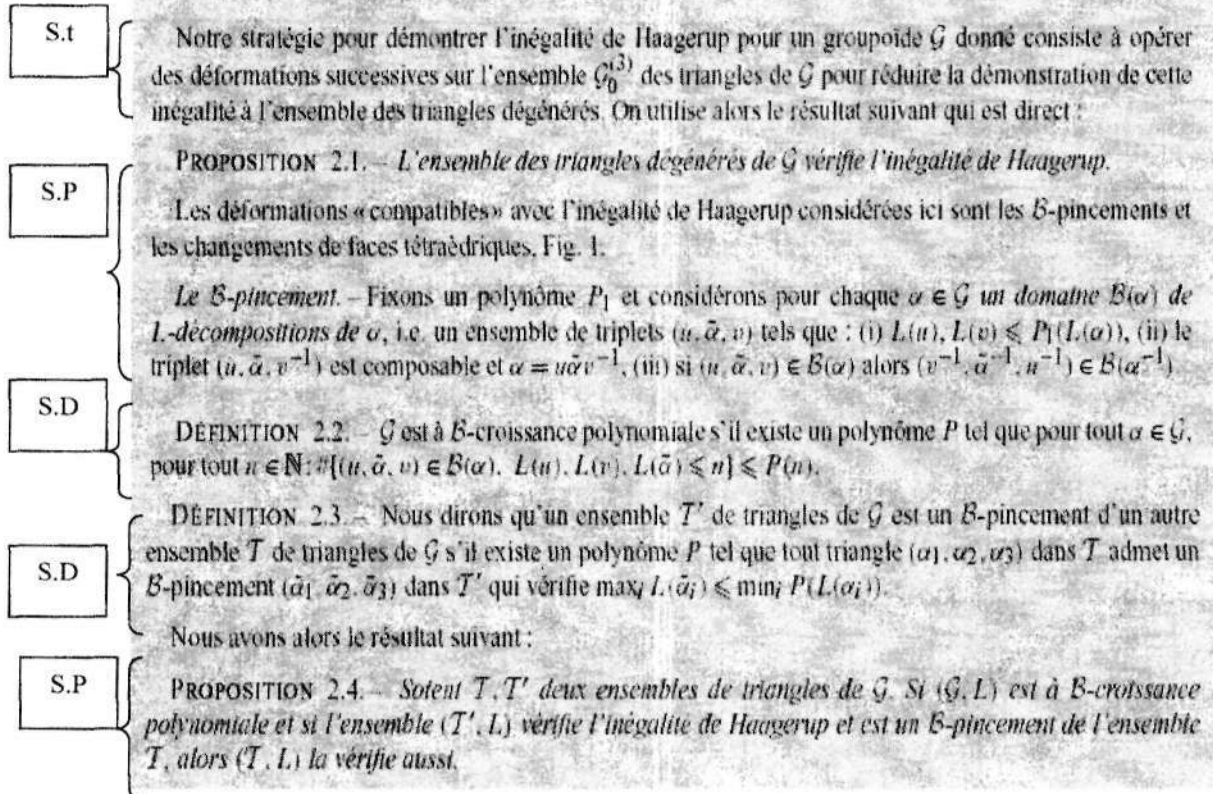 S.t
Notre stratégie pour démontrer l'inégalité de Haagerup pour un groupoïde 𝒢 donné consiste à opérer
des déformations successives sur l'ensemble 𝒢₀⁽³⁾ des triangles de 𝒢 pour réduire la démonstration de cette
inégalité à l'ensemble des triangles dégénérés. On utilise alors le résultat suivant qui est direct :
S.P
PROPOSITION 2.1. – L'ensemble des triangles dégénérés de 𝒢 vérifie l'inégalité de Haagerup.
Les déformations «compatibles» avec l'inégalité de Haagerup considérées ici sont les ℬ-pincements et
les changements de faces tétraèdriques, Fig. 1.
Le ℬ-pincement. – Fixons un polynôme P₁ et considérons pour chaque α ∈ 𝒢 un domaine ℬ(α) de
L-décompositions de α, i.e. un ensemble de triplets (u, α̃, v) tels que : (i) L(u), L(v) ⩽ P₁(L(α)), (ii) le
triplet (u, α̃, v⁻¹) est composable et α = uα̃v⁻¹, (iii) si (u, α̃, v) ∈ ℬ(α) alors (v⁻¹, α̃⁻¹, u⁻¹) ∈ ℬ(α⁻¹).
S.D
DÉFINITION 2.2. – 𝒢 est à ℬ-croissance polynomiale s'il existe un polynôme P tel que pour tout α ∈ 𝒢,
pour tout n ∈ ℕ : #{(u, α̃, v) ∈ ℬ(α), L(u), L(v), L(α̃) ⩽ n} ⩽ P(n).
S.D
DÉFINITION 2.3. – Nous dirons qu'un ensemble T′ de triangles de 𝒢 est un ℬ-pincement d'un autre
ensemble T de triangles de 𝒢 s'il existe un polynôme P tel que tout triangle (α₁, α₂, α₃) dans T admet un
ℬ-pincement (α̃₁, α̃₂, α̃₃) dans T′ qui vérifie maxᵢ L(α̃ᵢ) ⩽ minᵢ P(L(αᵢ)).
Nous avons alors le résultat suivant :
S.P
PROPOSITION 2.4. – Soient T, T′ deux ensembles de triangles de 𝒢. Si (𝒢, L) est à ℬ-croissance
polynomiale et si l'ensemble (T′, L) vérifie l'inégalité de Haagerup et est un ℬ-pincement de l'ensemble
T, alors (T, L) la vérifie aussi.